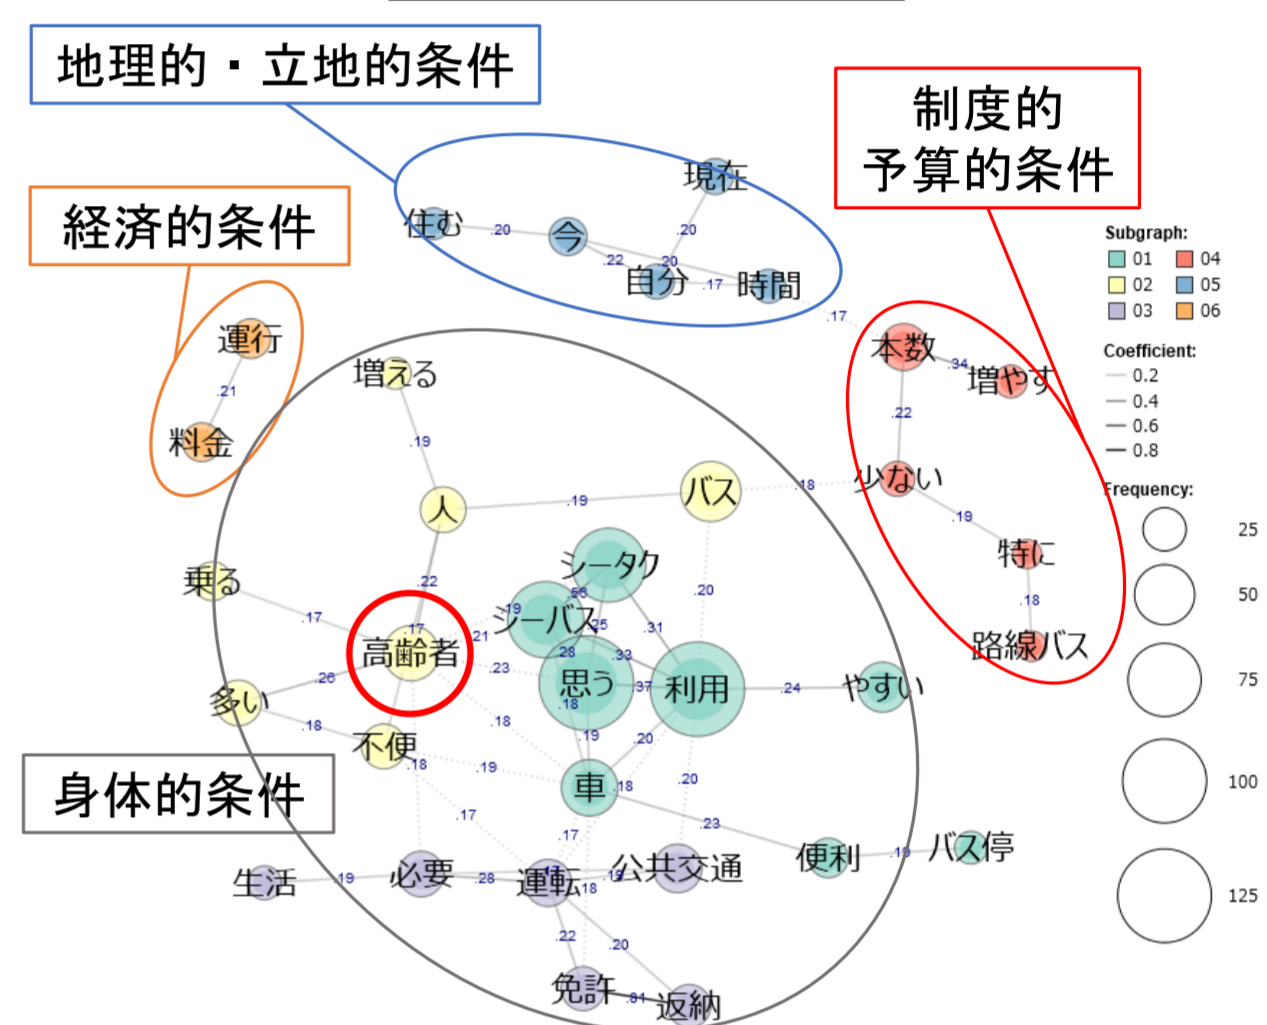 地理的・立地的条件
制度的
予算的条件
経済的条件
身体的条件
現在
住む
.20
今
.20
.22
.20
自分
.17
時間
.17
運行
.21
料金
本数
.34
増やす
.22
少ない
.18
.19
特に
.18
路線バス
増える
.19
人
.19
バス
.20
乗る
.17
.22
.17
高齢者
.26
多い
.18
不便
シータク
.56
.19
シーバス
.25
.31
.21
.28
.33
.23
思う
.37
利用
.24
やすい
.18
.18
.19
.20
.19
車
.18
.20
.18
.17
.17
.23
便利
.19
バス停
生活
.19
必要
.28
運転
.17
.19
.18
公共交通
.22
.20
免許
.81
返納
Subgraph:
01 04
02 05
03 06
Coefficient:
0.2
0.4
0.6
0.8
Frequency:
25
50
75
100
125